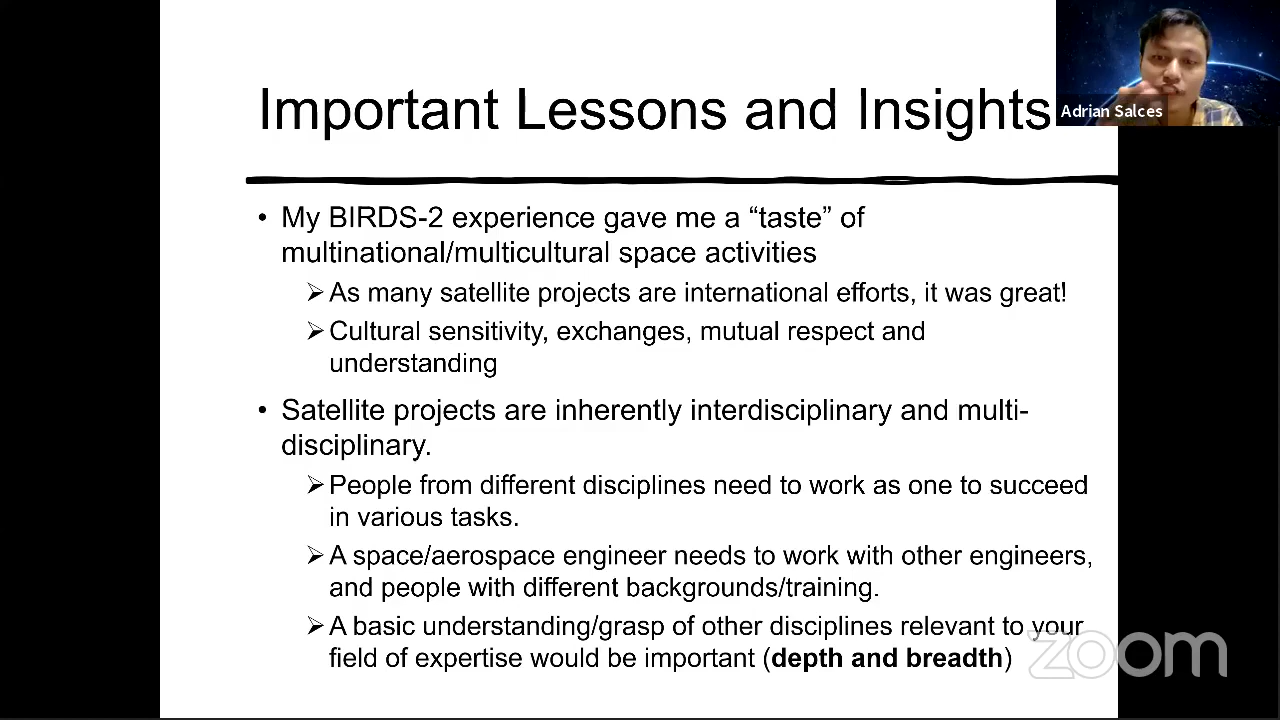 Important Lessons and Insights
Adrian Salces
• My BIRDS-2 experience gave me a “taste” of
multinational/multicultural space activities
➢As many satellite projects are international efforts, it was great!
➢Cultural sensitivity, exchanges, mutual respect and
understanding
• Satellite projects are inherently interdisciplinary and multi-
disciplinary.
➢People from different disciplines need to work as one to succeed
in various tasks.
➢A space/aerospace engineer needs to work with other engineers,
and people with different backgrounds/training.
➢A basic understanding/grasp of other disciplines relevant to your
field of expertise would be important (depth and breadth)
zoom